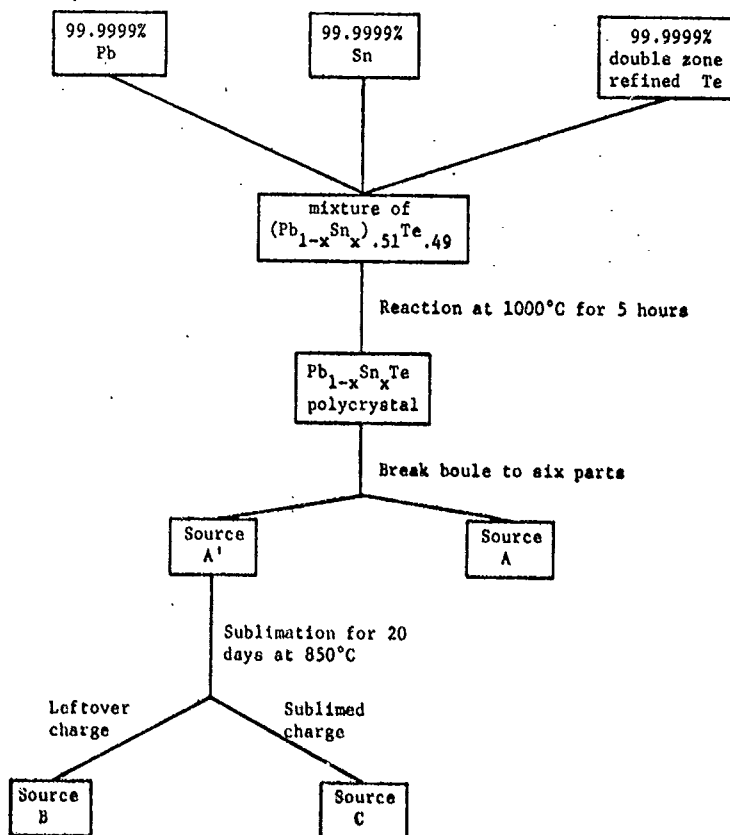 99.9999%
Pb
99.9999%
Sn
99.9999%
double zone
refined Te
mixture of
(Pb1-xSnx).51Te.49
Reaction at 1000°C for 5 hours
Pb1-xSnxTe
polycrystal
Break boule to six parts
Source
A'
Source
A
Sublimation for 20
days at 850°C
Leftover
charge
Sublimed
charge
Source
B
Source
C